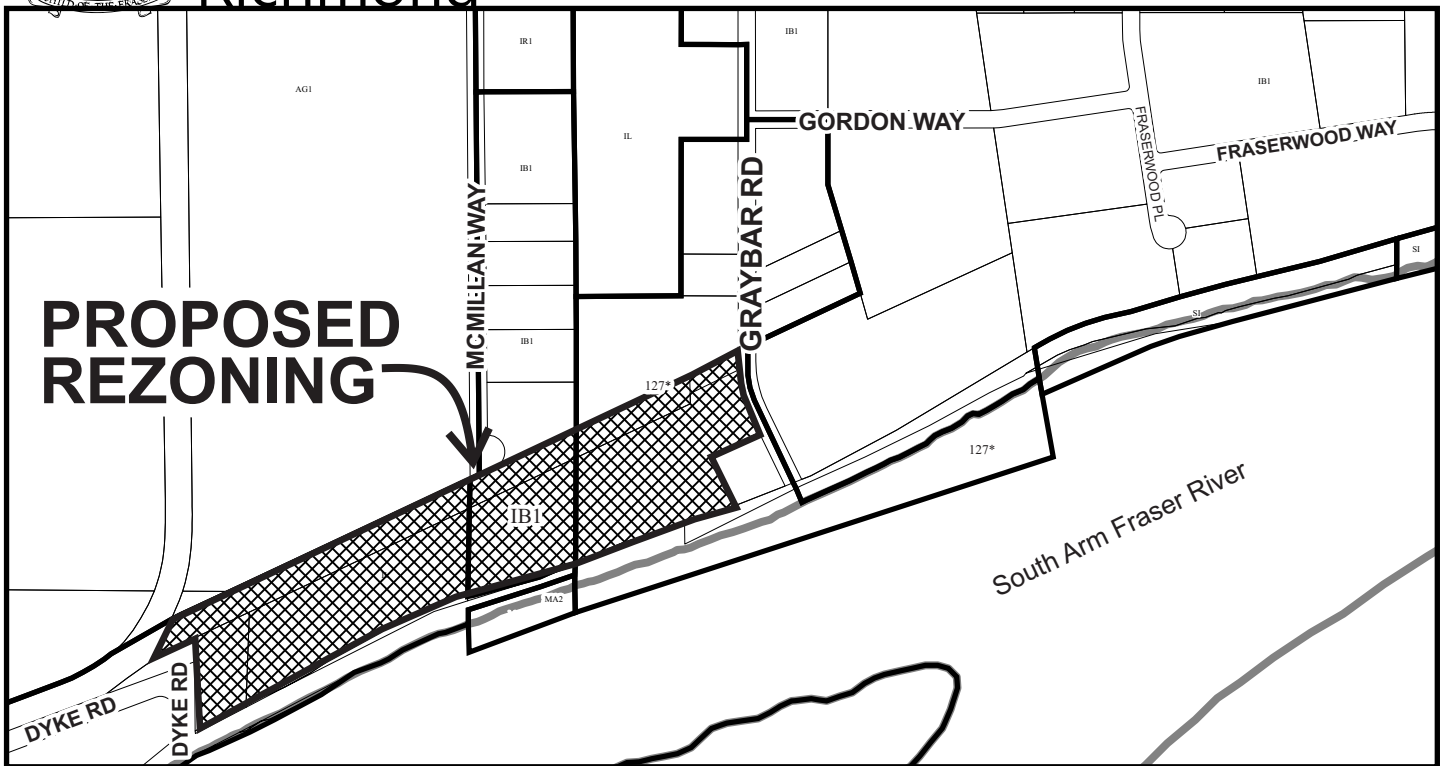 Richmond
IR1
IB1
AG1
IL
IB1
GORDON WAY
FRASERWOOD PL
FRASERWOOD WAY
IB1
MCMILLAN WAY
GRAYBAR RD
SI
SI
PROPOSED
REZONING
IB1
127*
127*
IB1
South Arm Fraser River
MA2
DYKE RD
DYKE RD